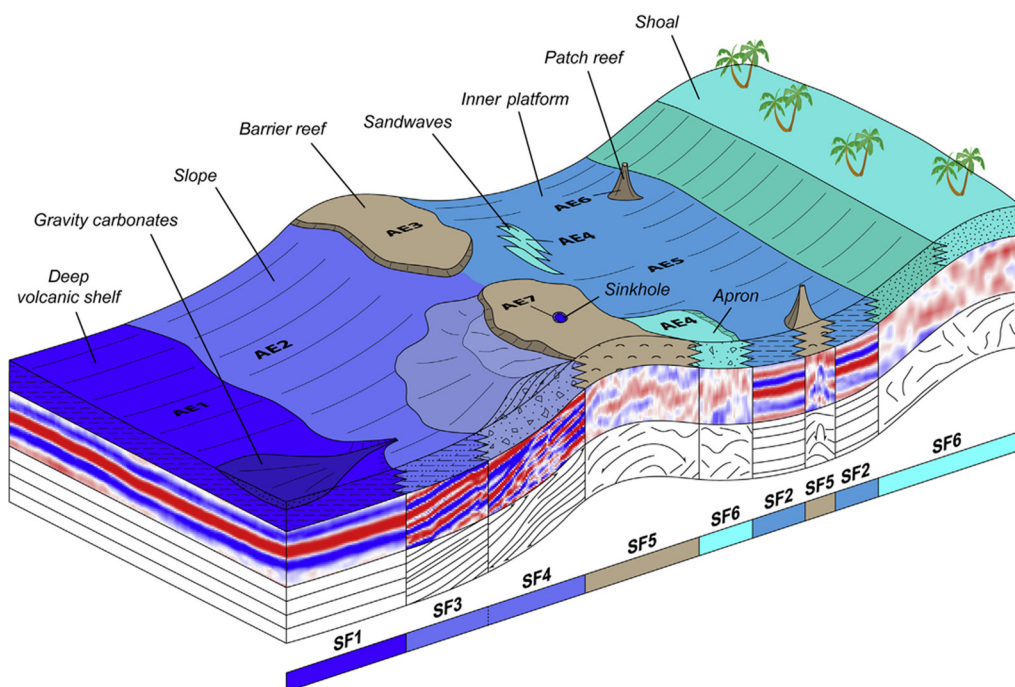 Shoal
Patch reef
Inner platform
Sandwaves
Barrier reef
Slope
Gravity carbonates
Deep
volcanic shelf
AE3
AE6
AE4
AE5
AE7
Sinkhole
Apron
AE4
AE2
AE1
SF6
SF2
SF5
SF2
SF6
SF5
SF4
SF3
SF1